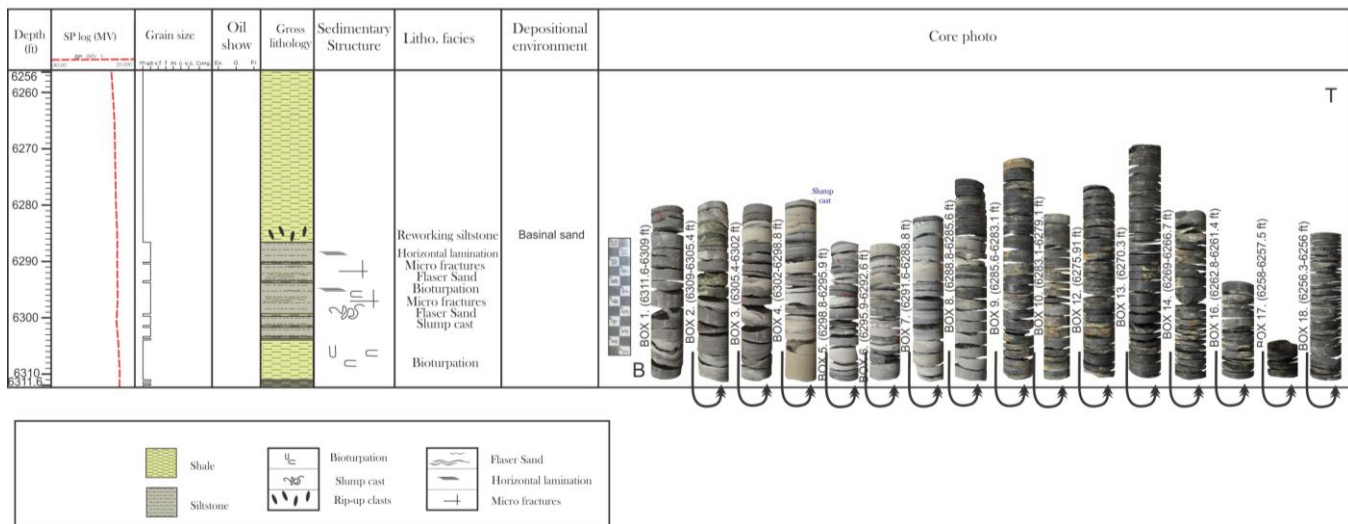 Depth
(ft)
SP log (MV)
Grain size
Oil
show
Gross
lithology
Sedimentary
Structure
Litho. facies
Depositional
environment
Core photo
6256
6260
6270
6280
6290
6300
6310
6311.6
Reworking siltstone
Horizontal lamination
Micro fractures
Flaser Sand
Bioturpation
Micro fractures
Flaser Sand
Slump cast
Bioturpation
Basinal sand
T
B
Slump
cast
BOX 1. (6311.6-6309 ft)
BOX 2. (6309-6305.4 ft)
BOX 3. (6305.4-6302 ft)
BOX 4. (6302-6298.8 ft)
BOX 5. (6298.8-6295.9 ft)
BOX 6. (6295.9-6292.6 ft)
BOX 7. (6291.6-6288.8 ft)
BOX 8. (6288.8-6285.6 ft)
BOX 9. (6285.6-6283.1 ft)
BOX 10. (6283.1-6279.1 ft)
BOX 12. (6275.91 ft)
BOX 13. (6270.3 ft)
BOX 14. (6269-6266.7 ft)
BOX 16. (6262.8-6261.4 ft)
BOX 17. (6258-6257.5 ft)
BOX 18. (6256.3-6256 ft)
Shale
Siltstone
Bioturpation
Slump cast
Rip-up clasts
Flaser Sand
Horizontal lamination
Micro fractures